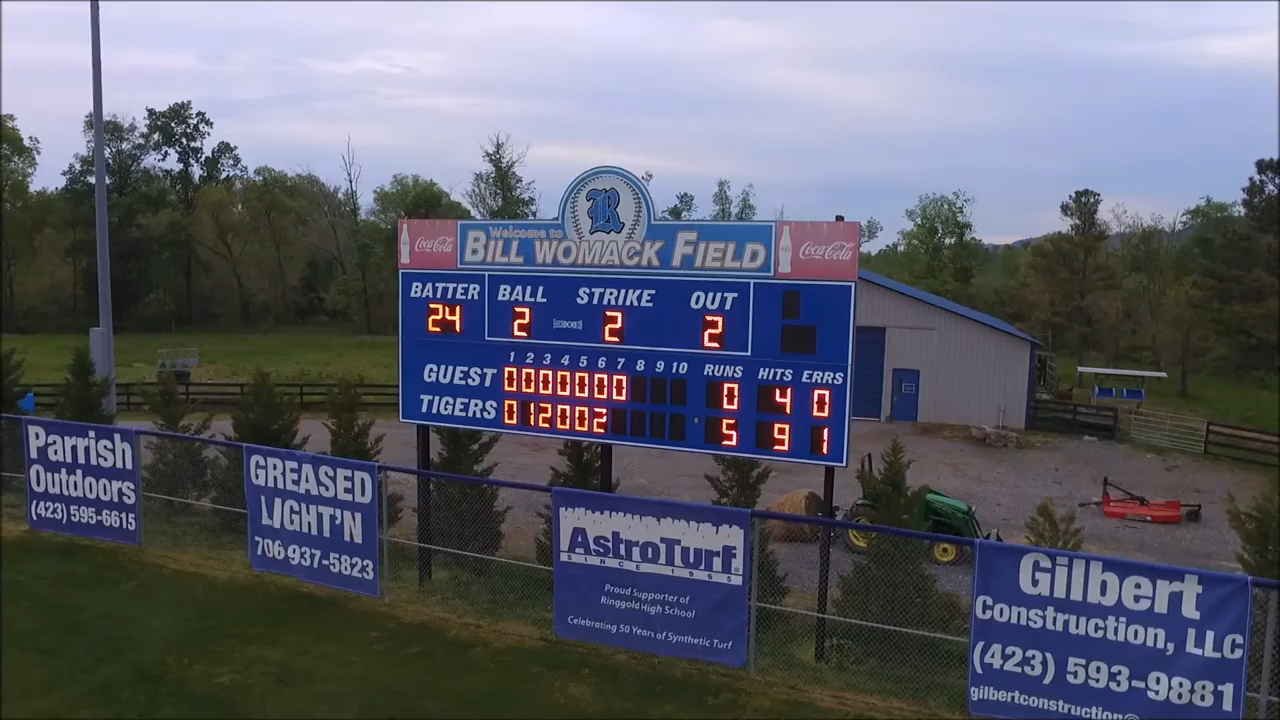 R
Welcome to
BILL WOMACK FIELD
Coca-Cola
Coca-Cola
BATTER BALL STRIKE OUT
24 2 2 2
1 2 3 4 5 6 7 8 9 10 RUNS HITS ERRS
GUEST 0 0 0 0 0 0 0 0 4 0
TIGERS 0 1 2 0 0 2 5 9 1
Parrish
Outdoors
(423) 595-6615
GREASED
LIGHT'N
706-937-5823
AstroTurf®
SINCE 1965
Proud Supporter of
Ringgold High School
Celebrating 50 Years of Synthetic Turf
Gilbert
Construction, LLC
(423) 593-9881
gilbertconstruction@